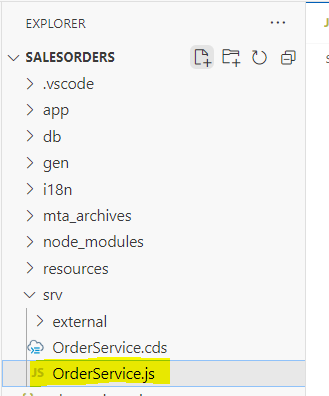 EXPLORER
SALESORDERS
.vscode
app
db
gen
i18n
mta_archives
node_modules
resources
srv
external
OrderService.cds
JS OrderService.js